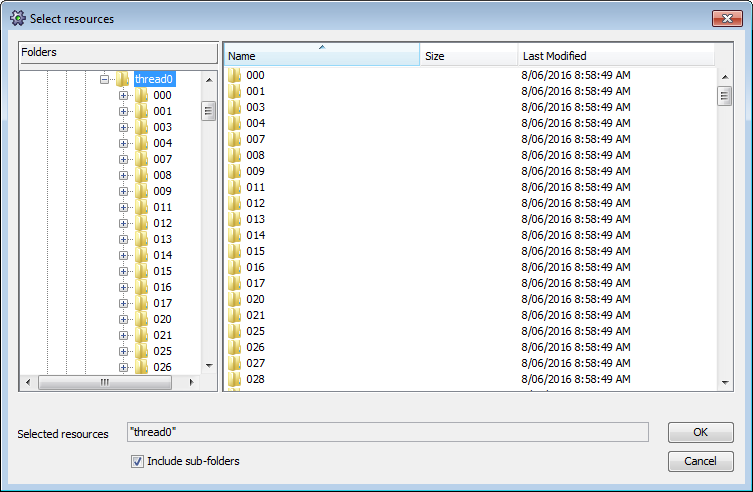 Select resources
Folders
thread0
000
001
003
004
007
008
009
011
012
013
014
015
016
017
020
021
025
026
Name Size Last Modified
000 8/06/2016 8:58:49 AM
001 8/06/2016 8:58:49 AM
003 8/06/2016 8:58:49 AM
004 8/06/2016 8:58:49 AM
007 8/06/2016 8:58:49 AM
008 8/06/2016 8:58:49 AM
009 8/06/2016 8:58:49 AM
011 8/06/2016 8:58:49 AM
012 8/06/2016 8:58:49 AM
013 8/06/2016 8:58:49 AM
014 8/06/2016 8:58:49 AM
015 8/06/2016 8:58:49 AM
016 8/06/2016 8:58:49 AM
017 8/06/2016 8:58:49 AM
020 8/06/2016 8:58:49 AM
021 8/06/2016 8:58:49 AM
025 8/06/2016 8:58:49 AM
026 8/06/2016 8:58:49 AM
027 8/06/2016 8:58:49 AM
028 8/06/2016 8:58:49 AM
Selected resources "thread0" OK
Include sub-folders Cancel